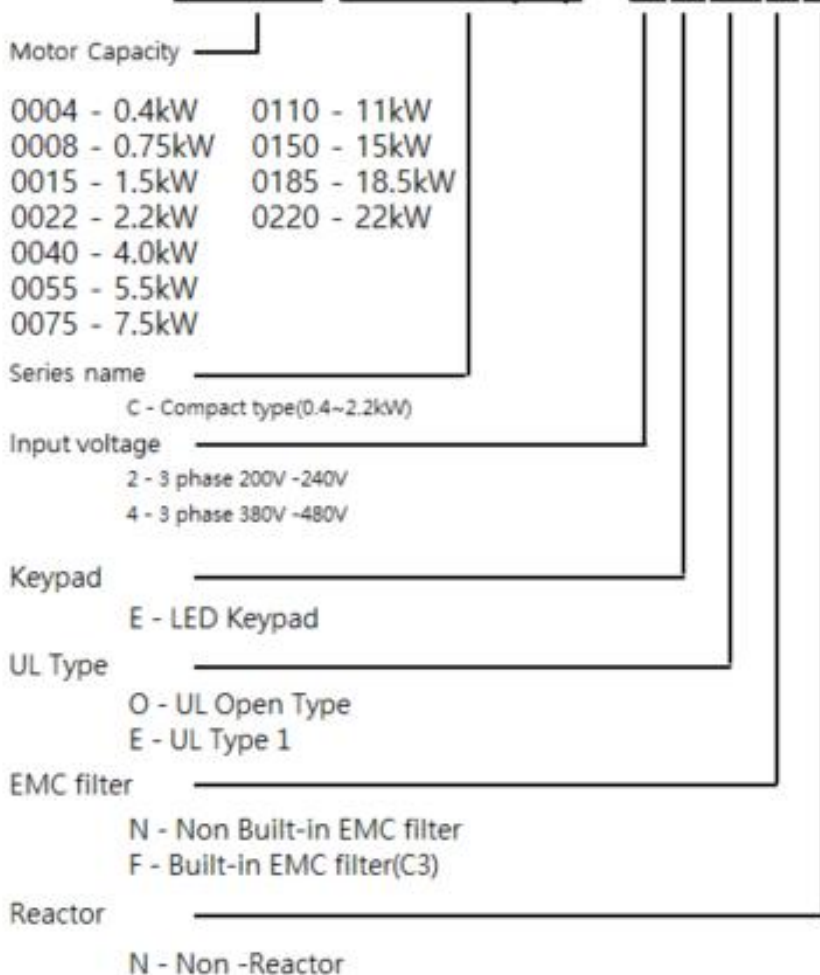 Motor Capacity
0004 - 0.4kW 0110 - 11kW
0008 - 0.75kW 0150 - 15kW
0015 - 1.5kW 0185 - 18.5kW
0022 - 2.2kW 0220 - 22kW
0040 - 4.0kW
0055 - 5.5kW
0075 - 7.5kW
Series name
C - Compact type(0.4~2.2kW)
Input voltage
2 - 3 phase 200V -240V
4 - 3 phase 380V -480V
Keypad
E - LED Keypad
UL Type
O - UL Open Type
E - UL Type 1
EMC filter
N - Non Built-in EMC filter
F - Built-in EMC filter(C3)
Reactor
N - Non -Reactor